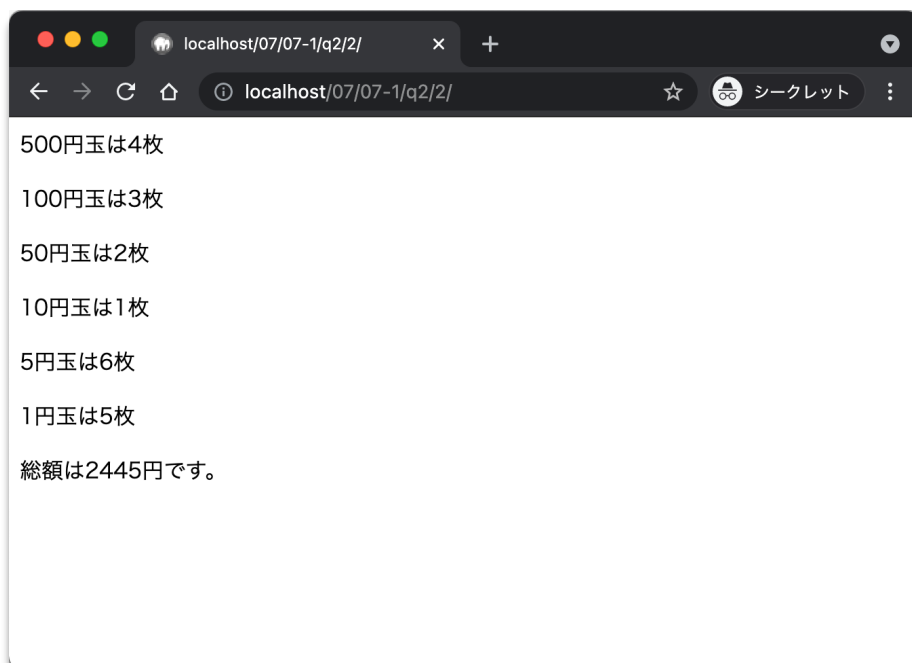 localhost/07/07-1/q2/2/
localhost/07/07-1/q2/2/
シークレット
500円玉は4枚
100円玉は3枚
50円玉は2枚
10円玉は1枚
5円玉は6枚
1円玉は5枚
総額は2445円です。